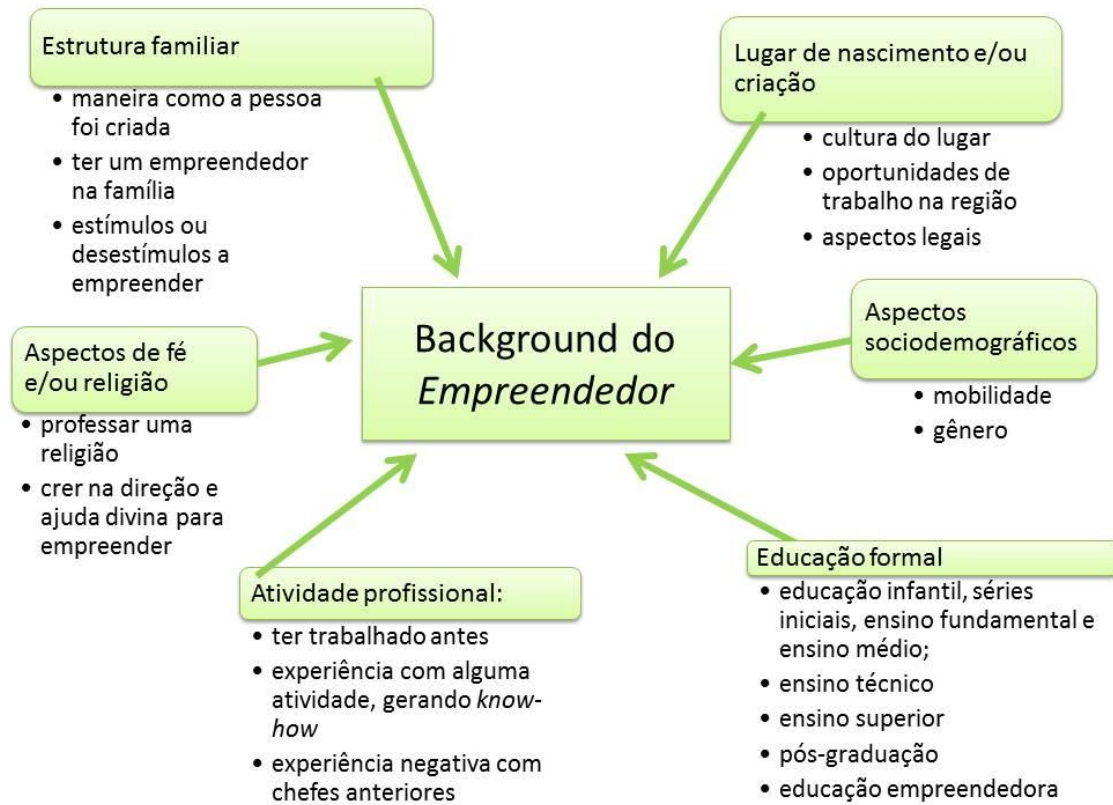 Estrutura familiar
• maneira como a pessoa
foi criada
• ter um empreendedor
na família
• estímulos ou
desestímulos a
empreender
Lugar de nascimento e/ou
criação
• cultura do lugar
• oportunidades de
trabalho na região
• aspectos legais
Aspectos de fé
e/ou religião
• professar uma
religião
• crer na direção e
ajuda divina para
empreender
Background do
Empreendedor
Aspectos
sociodemográficos
• mobilidade
• gênero
Atividade profissional:
• ter trabalhado antes
• experiência com alguma
atividade, gerando know-
how
• experiência negativa com
chefes anteriores
Educação formal
• educação infantil, séries
iniciais, ensino fundamental e
ensino médio;
• ensino técnico
• ensino superior
• pós-graduação
• educação empreendedora